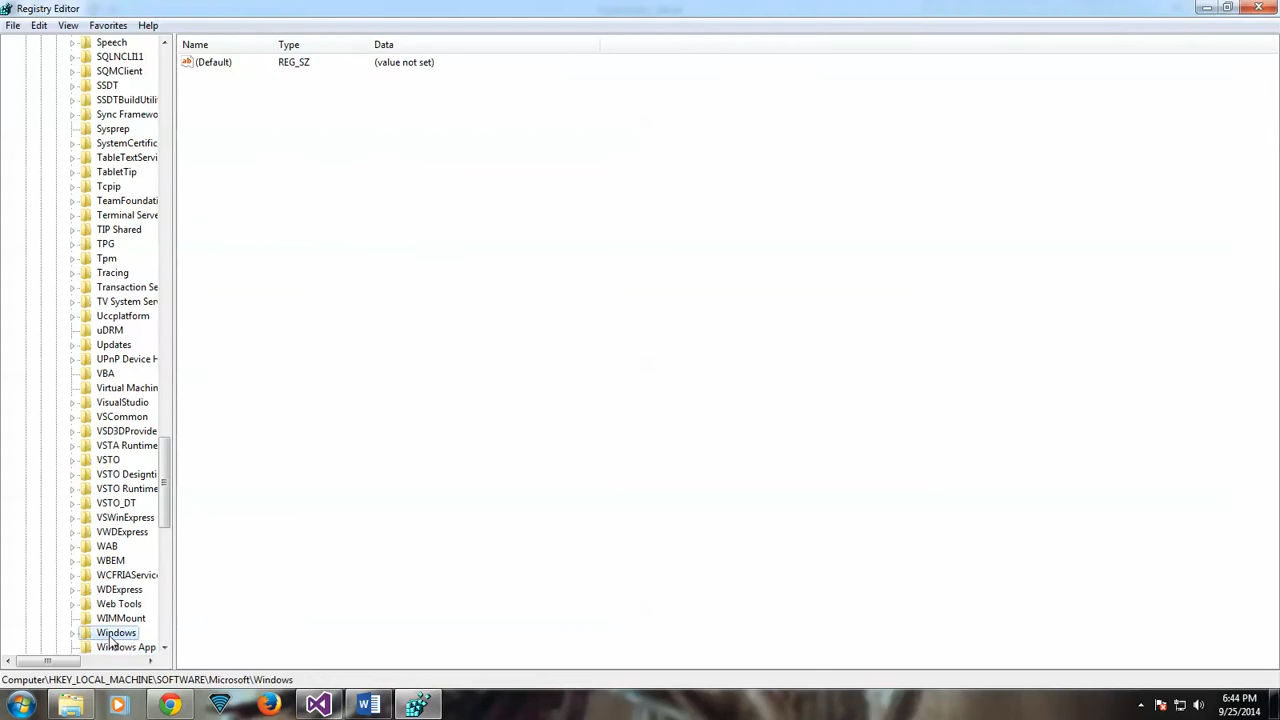 Registry Editor
File Edit View Favorites Help
Name Type Data
(Default) REG_SZ (value not set)
Speech
SQLNCLI11
SQMClient
SSDT
SSDTBuildUtili
Sync Framewo
Sysprep
SystemCertific
TableTextServi
TabletTip
Tcpip
TeamFoundati
Terminal Serve
TIP Shared
TPG
Tpm
Tracing
Transaction Se
TV System Ser
Uccplatform
uDRM
Updates
UPnP Device H
VBA
Virtual Machin
VisualStudio
VSCommon
VSD3DProvide
VSTA Runtime
VSTO
VSTO Designti
VSTO Runtime
VSTO_DT
VSWinExpress
VWDExpress
WAB
WBEM
WCFRIAService
WDExpress
Web Tools
WIMMount
Windows
Windows App
Computer\HKEY_LOCAL_MACHINE\SOFTWARE\Microsoft\Windows
6:44 PM
9/25/2014